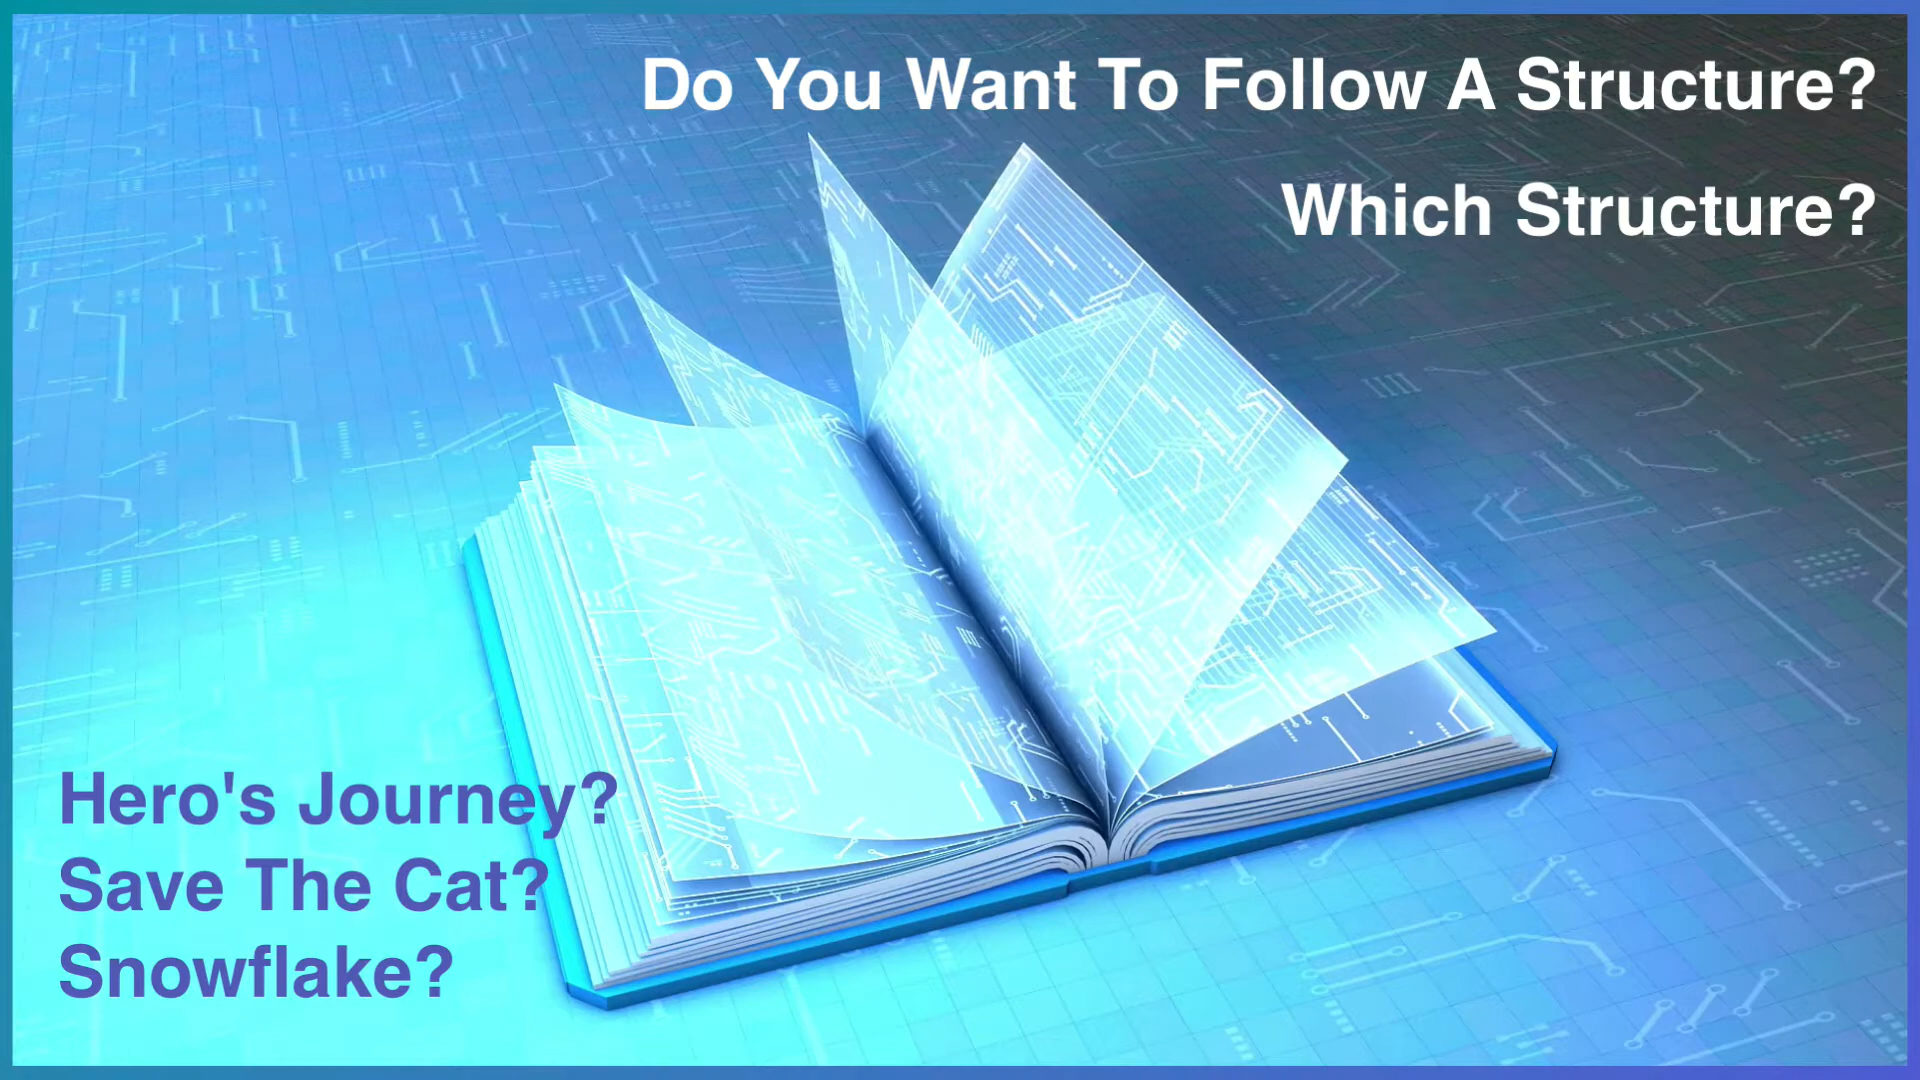 Do You Want To Follow A Structure?
Which Structure?
Hero's Journey?
Save The Cat?
Snowflake?